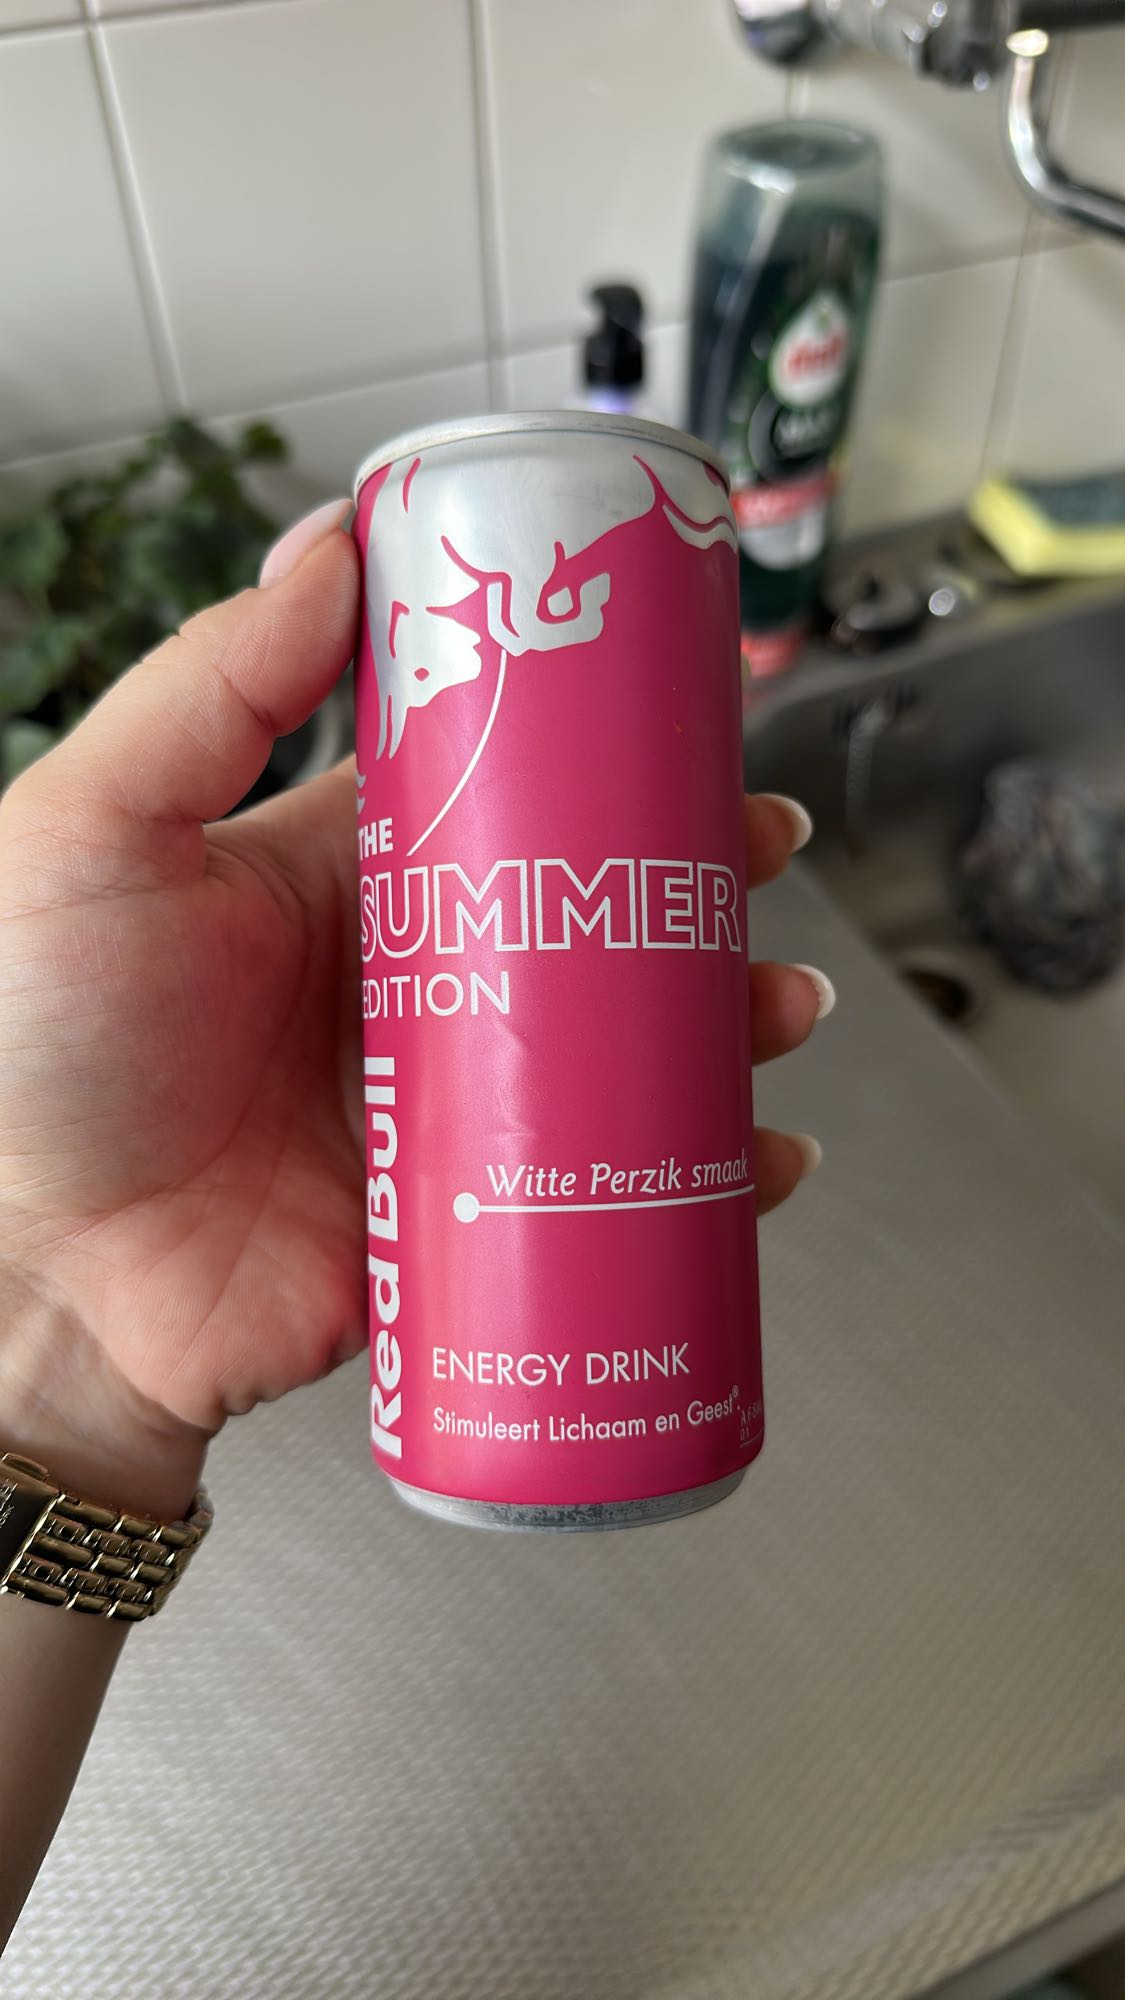 THE
SUMMER
EDITION
Red Bull
Witte Perzik smaak
ENERGY DRINK
Stimuleert Lichaam en Geest®.